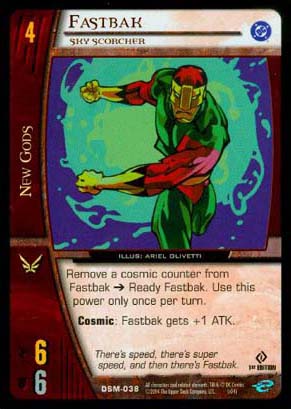 4
FASTBAK
SKY SCORCHER
DC
NEW GODS
ILLUS: ARIEL OLIVETTI
Remove a cosmic counter from
Fastbak ➔ Ready Fastbak. Use this
power only once per turn.
Cosmic: Fastbak gets +1 ATK.
There's speed, there's super
speed, and then there's Fastbak.
6
6
1ST EDITION
DSM-038